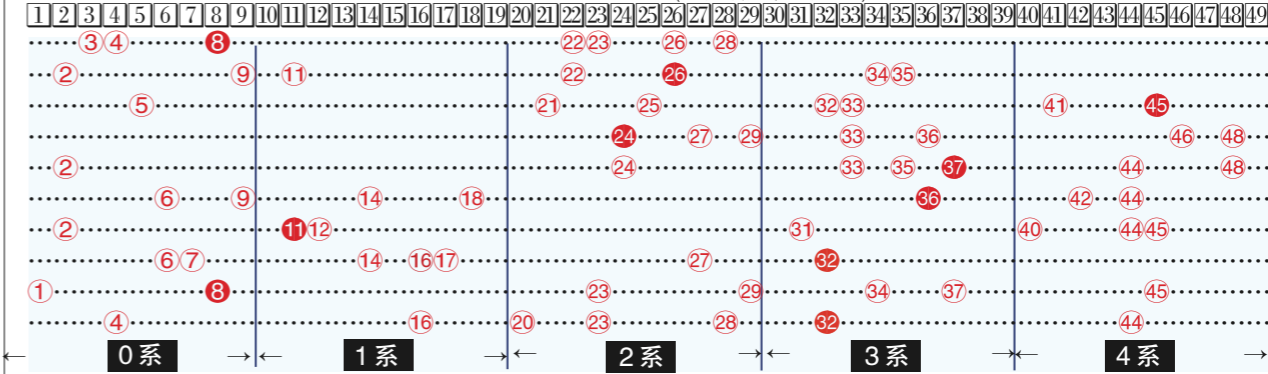 1 2 3 4 5 6 7 8 9 10 11 12 13 14 15 16 17 18 19 20 21 22 23 24 25 26 27 28 29 30 31 32 33 34 35 36 37 38 39 40 41 42 43 44 45 46 47 48 49
③ ④ ❽ ㉒ ㉓ ㉖ ㉘
② ⑨ ⑪ ㉒ 26 ㉞ ㉟
⑤ ㉑ ㉕ ㉜ ㉝ ㊶ 45
24 ㉗ ㉙ ㉝ ㊱ ㊻ ㊽
② ㉔ ㉝ ㉟ 37 ㊹ ㊽
⑥ ⑨ ⑭ ⑱ 36 ㊷ ㊹
② ⓫ ⑫ ㉛ ㊵ ㊹ ㊺
⑥ ⑦ ⑭ ⑯ ⑰ ㉗ 32
① ❽ ㉓ ㉙ ㉞ ㊲ ㊺
④ ⑯ ⑳ ㉓ ㉘ 32 ㊹
← 0系 → ← 1系 → ← 2系 → ← 3系 → ← 4系 →